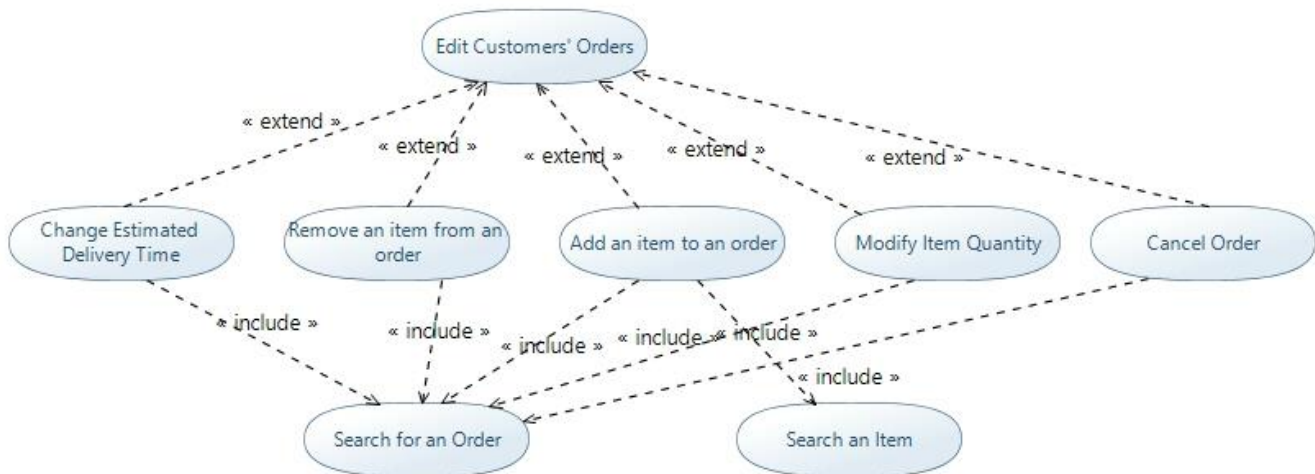 Edit Customers' Orders
« extend »
« extend »
« extend »
« extend »
« extend »
Change Estimated
Delivery Time
Remove an item from an
order
Add an item to an order
Modify Item Quantity
Cancel Order
« include »
« include »
« include »
« include »
« include »
« include »
Search for an Order
Search an Item